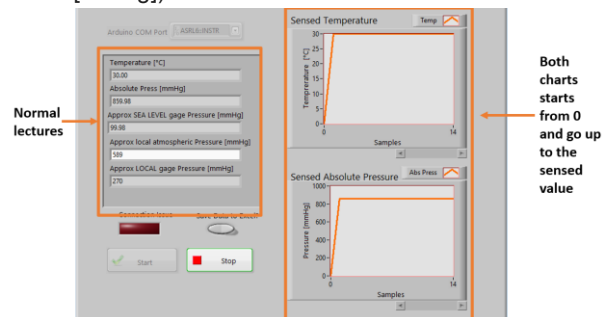 Arduino COM Port
ASRL6::INSTR
Temperature [°C]
30.00
Absolute Press [mmHg]
859.98
Approx SEA LEVEL gage Pressure [mmHg]
99.98
Approx local atmospheric Pressure [mmHg]
589
Approx LOCAL gage Pressure [mmHg]
270
Connection Issue
Save Data to Excel?
Start
Stop
Normal
lectures
Sensed Temperature
Temp
Temprerature [°C]
30
25
20
15
10
5
0
0
14
Samples
Sensed Absolute Pressure
Abs Press
Pressure [mmHg]
1000
800
600
400
200
0
0
14
Samples
Both
charts
starts
from 0
and go up
to the
sensed
value